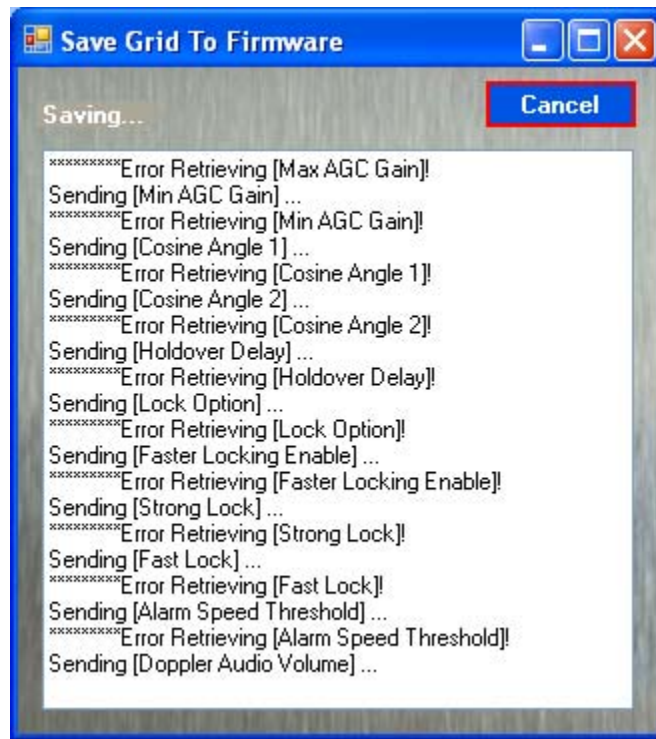 Save Grid To Firmware
Saving...
Cancel
*********Error Retrieving [Max AGC Gain]!
Sending [Min AGC Gain] ...
*********Error Retrieving [Min AGC Gain]!
Sending [Cosine Angle 1] ...
*********Error Retrieving [Cosine Angle 1]!
Sending [Cosine Angle 2] ...
*********Error Retrieving [Cosine Angle 2]!
Sending [Holdover Delay] ...
*********Error Retrieving [Holdover Delay]!
Sending [Lock Option] ...
*********Error Retrieving [Lock Option]!
Sending [Faster Locking Enable] ...
*********Error Retrieving [Faster Locking Enable]!
Sending [Strong Lock] ...
*********Error Retrieving [Strong Lock]!
Sending [Fast Lock] ...
*********Error Retrieving [Fast Lock]!
Sending [Alarm Speed Threshold] ...
*********Error Retrieving [Alarm Speed Threshold]!
Sending [Doppler Audio Volume] ...